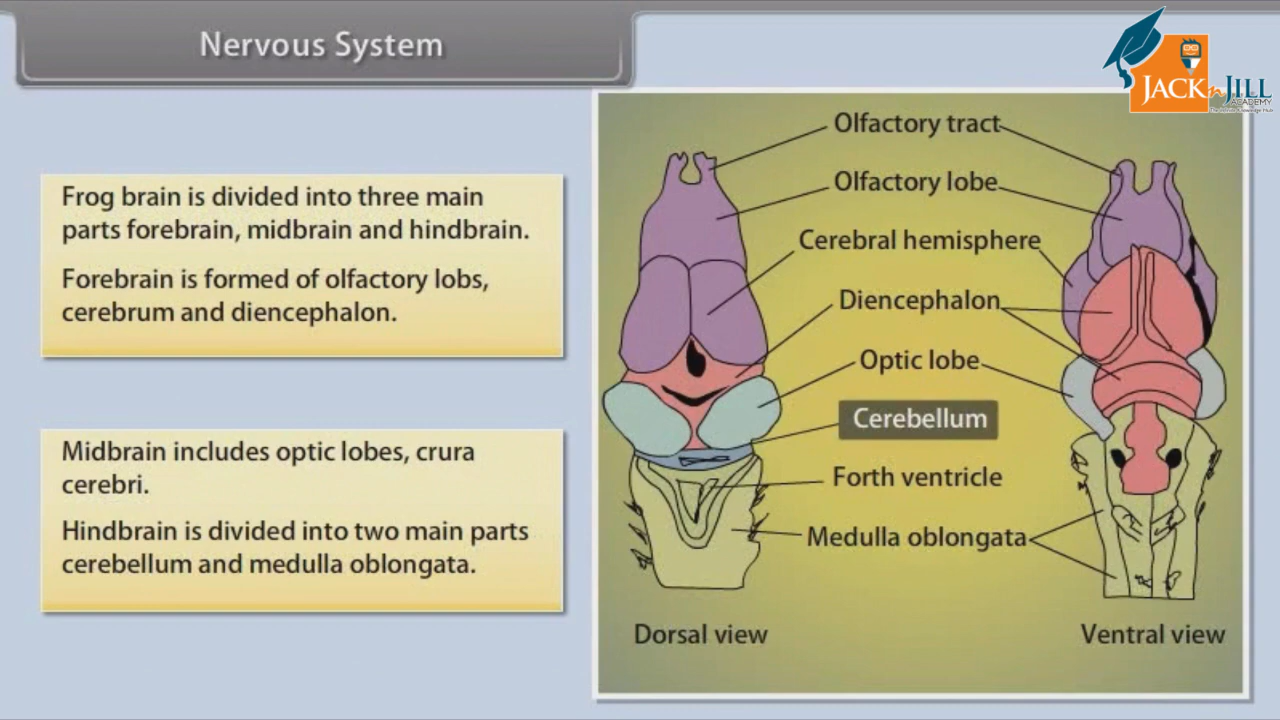 Nervous System
JACK n JILL
ACADEMY
Frog brain is divided into three main
parts forebrain, midbrain and hindbrain.
Forebrain is formed of olfactory lobs,
cerebrum and diencephalon.
Midbrain includes optic lobes, crura
cerebri.
Hindbrain is divided into two main parts
cerebellum and medulla oblongata.
Olfactory tract
Olfactory lobe
Cerebral hemisphere
Diencephalon
Optic lobe
Cerebellum
Forth ventricle
Medulla oblongata
Dorsal view
Ventral view